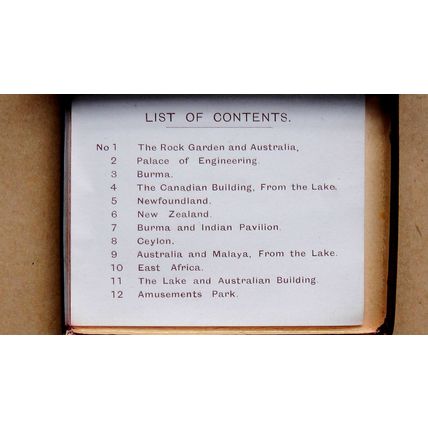 LIST OF CONTENTS.
No 1 The Rock Garden and Australia,
2 Palace of Engineering.
3 Burma.
4 The Canadian Building, From the Lake.
5 Newfoundland.
6 New Zealand.
7 Burma and Indian Pavilion.
8 Ceylon.
9 Australia and Malaya, From the Lake.
10 East Africa.
11 The Lake and Australian Building.
12 Amusements Park.